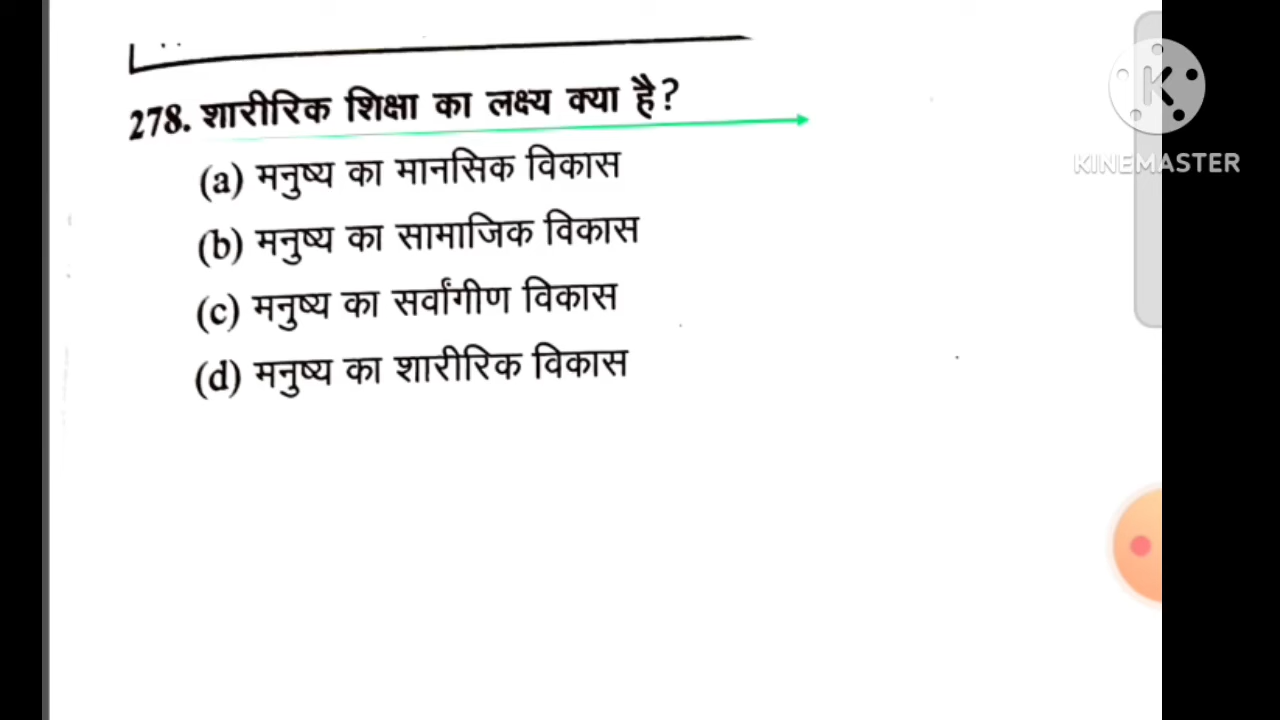 278. शारीरिक शिक्षा का लक्ष्य क्या है?
(a) मनुष्य का मानसिक विकास
(b) मनुष्य का सामाजिक विकास
(c) मनुष्य का सर्वांगीण विकास
(d) मनुष्य का शारीरिक विकास
K
KINEMASTER